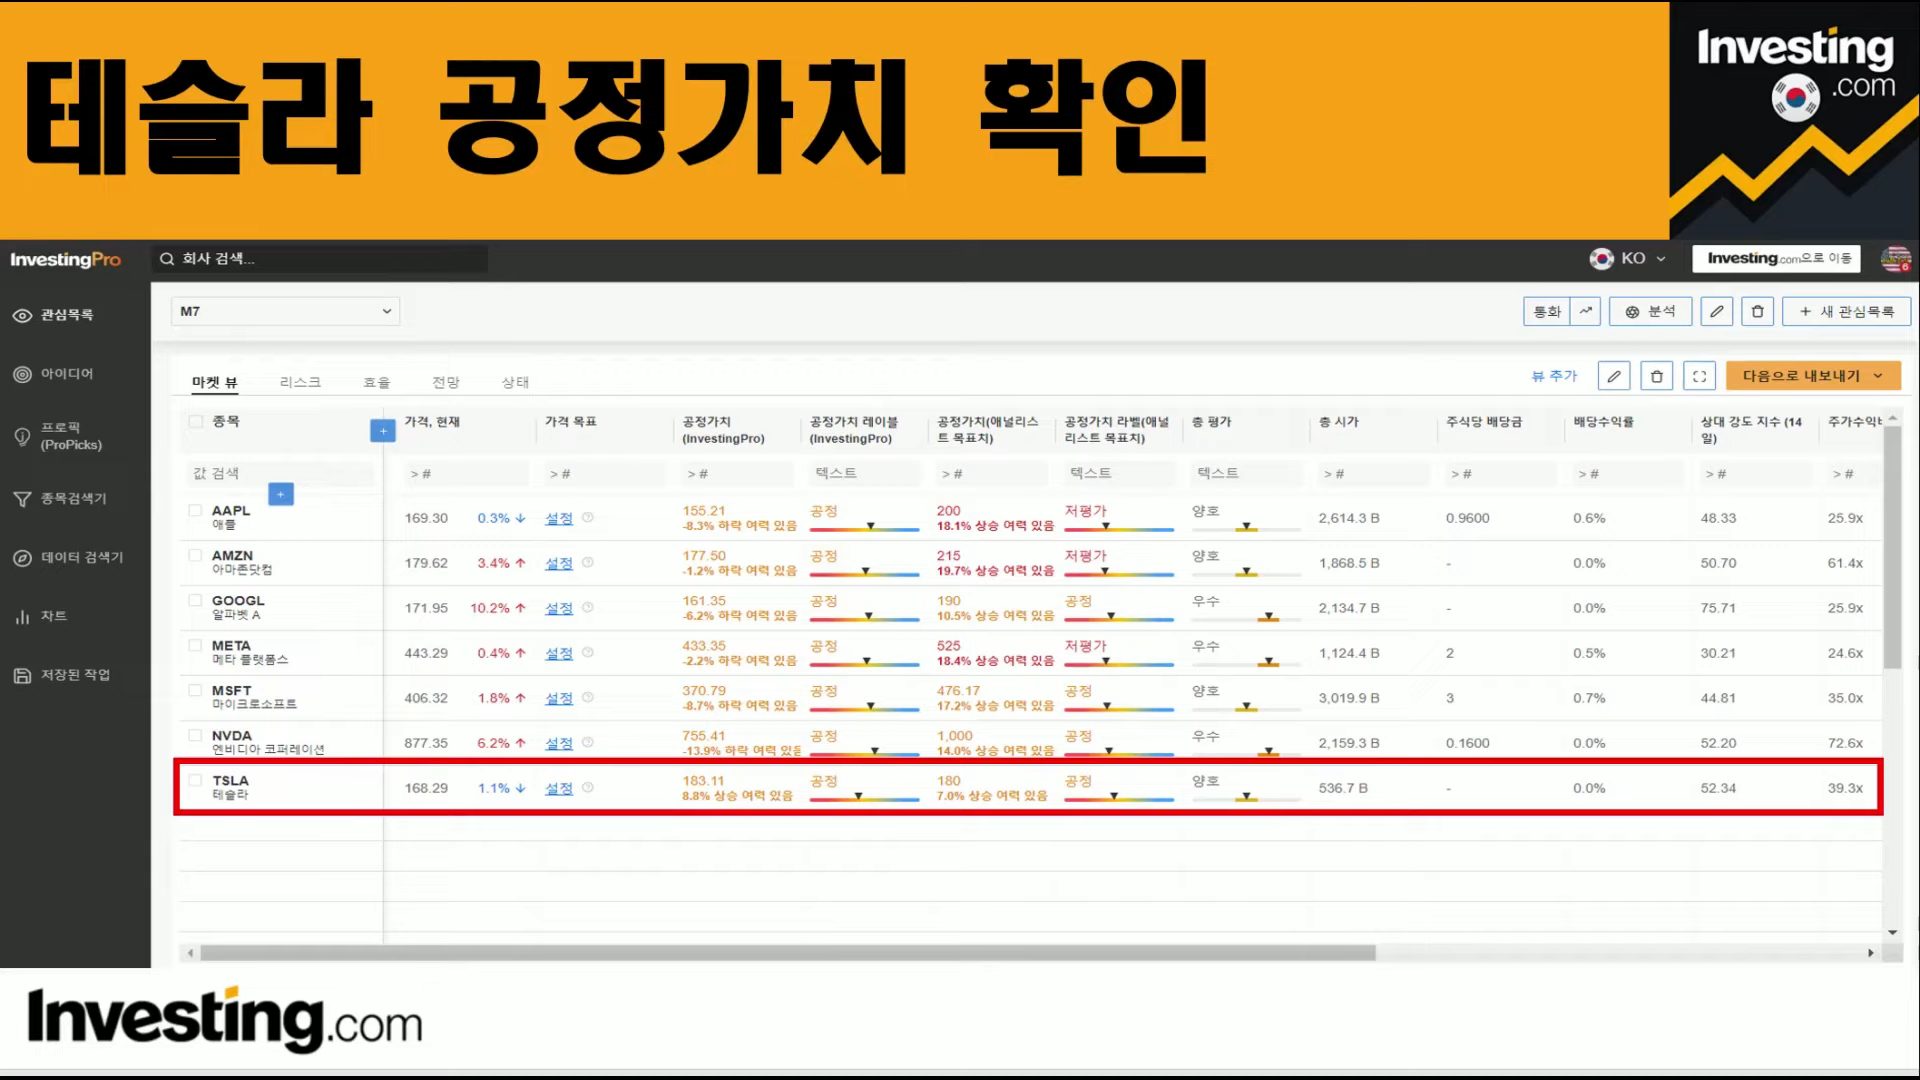 테슬라 공정가치 확인
Investing
.com
InvestingPro
회사 검색...
KO
Investing.com으로 이동
6
관심목록
아이디어
프로픽
(ProPicks)
종목검색기
데이터 검색기
차트
저장된 작업
M7
통화
분석
+ 새 관심목록
마켓 뷰 리스크 효율 전망 상태
뷰 추가
다음으로 내보내기
종목
+
가격, 현재
가격 목표
공정가치
(InvestingPro)
공정가치 레이블
(InvestingPro)
공정가치(애널리스
트 목표치)
공정가치 라벨(애널
리스트 목표치)
총 평가
총 시가
주식당 배당금
배당수익률
상대 강도 지수 (14
일)
주가수익비
값 검색 > # > # > # 텍스트 > # 텍스트 텍스트 > # > # > # > # > #
+
AAPL
애플
169.30 0.3% ↓ 설정
155.21
-8.3% 하락 여력 있음
공정
200
18.1% 상승 여력 있음
저평가
양호
2,614.3 B 0.9600 0.6% 48.33 25.9x
AMZN
아마존닷컴
179.62 3.4% ↑ 설정
177.50
-1.2% 하락 여력 있음
공정
215
19.7% 상승 여력 있음
저평가
양호
1,868.5 B - 0.0% 50.70 61.4x
GOOGL
알파벳 A
171.95 10.2% ↑ 설정
161.35
-6.2% 하락 여력 있음
공정
190
10.5% 상승 여력 있음
공정
우수
2,134.7 B - 0.0% 75.71 25.9x
META
메타 플랫폼스
443.29 0.4% ↑ 설정
433.35
-2.2% 하락 여력 있음
공정
525
18.4% 상승 여력 있음
저평가
우수
1,124.4 B 2 0.5% 30.21 24.6x
MSFT
마이크로소프트
406.32 1.8% ↑ 설정
370.79
-8.7% 하락 여력 있음
공정
476.17
17.2% 상승 여력 있음
공정
양호
3,019.9 B 3 0.7% 44.81 35.0x
NVDA
엔비디아 코퍼레이션
877.35 6.2% ↑ 설정
755.41
-13.9% 하락 여력 있음
공정
1,000
14.0% 상승 여력 있음
공정
우수
2,159.3 B 0.1600 0.0% 52.20 72.6x
TSLA
테슬라
168.29 1.1% ↓ 설정
183.11
8.8% 상승 여력 있음
공정
180
7.0% 상승 여력 있음
공정
양호
536.7 B - 0.0% 52.34 39.3x
Investing.com